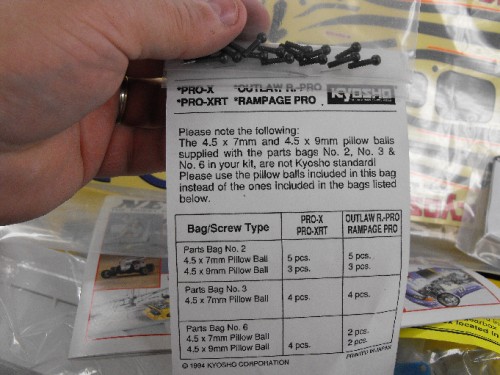 *PRO-X *OUTLAW R.-PRO KYOSHO
*PRO-XRT *RAMPAGE PRO
Please note the following:
The 4.5 x 7mm and 4.5 x 9mm pillow balls
supplied with the parts bags No. 2, No. 3 &
No. 6 in your kit, are not Kyosho standard!
Please use the pillow balls included in this bag
instead of the ones included in the bags listed
below.
Bag/Screw Type PRO-X PRO-XRT OUTLAW R.-PRO RAMPAGE PRO
Parts Bag No. 2
4.5 x 7mm Pillow Ball 5 pcs. 5 pcs.
4.5 x 9mm Pillow Ball 3 pcs. 3 pcs.
Parts Bag No. 3
4.5 x 7mm Pillow Ball 4 pcs. 4 pcs.
Parts Bag No. 6
4.5 x 7mm Pillow Ball 2 pcs.
4.5 x 9mm Pillow Ball 4 pcs. 2 pcs.
© 1994 KYOSHO CORPORATION PRINTED IN JAPAN